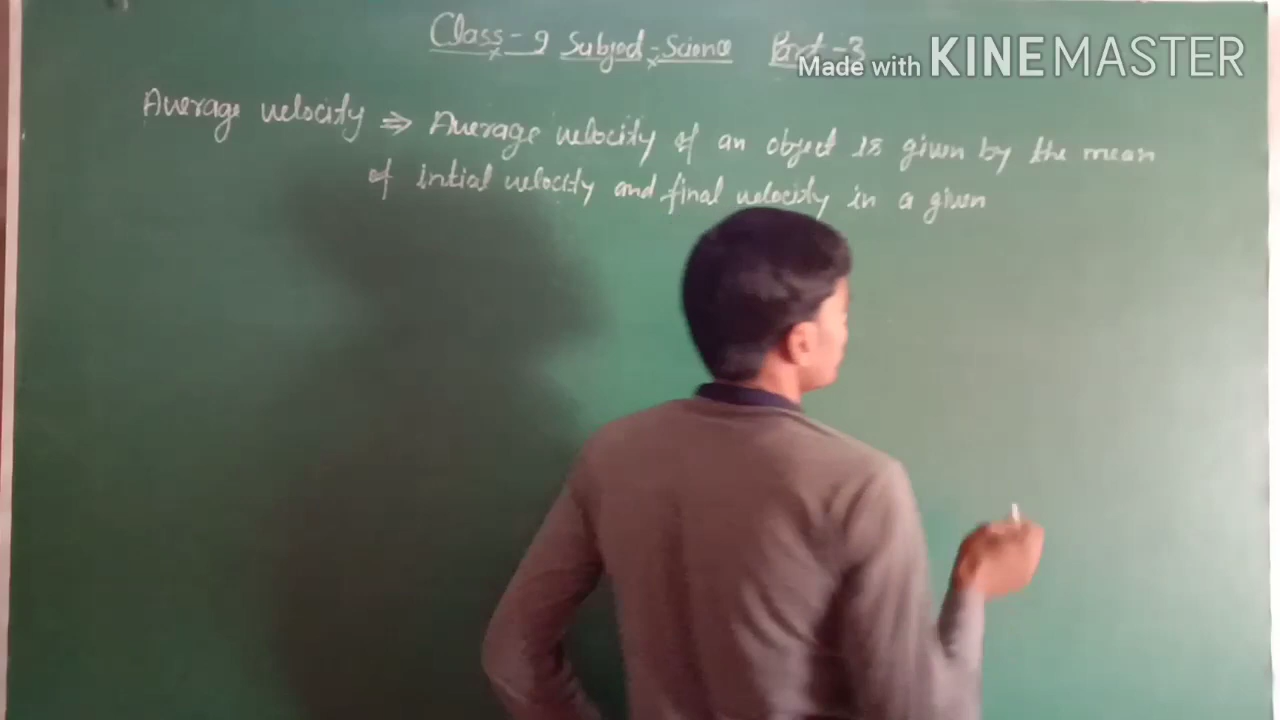 Class-9 Subject-Science Part-3
Made with KINEMASTER
Average velocity ⇒ Average velocity of an object is given by the mean
of intial velocity and final velocity in a given